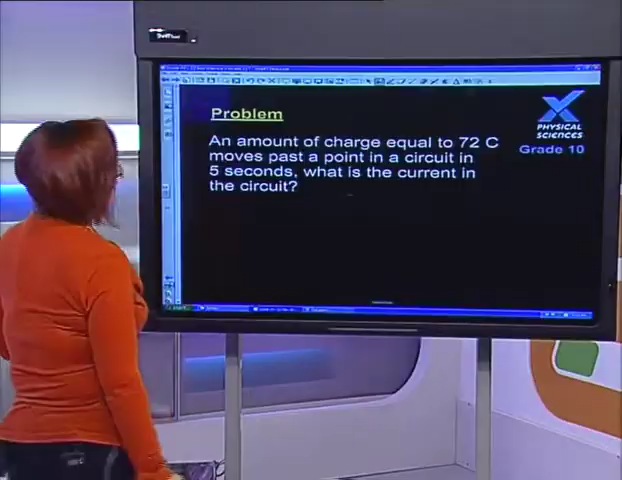 Problem
An amount of charge equal to 72 C
moves past a point in a circuit in
5 seconds, what is the current in
the circuit?
X
PHYSICAL
SCIENCES
Grade 10